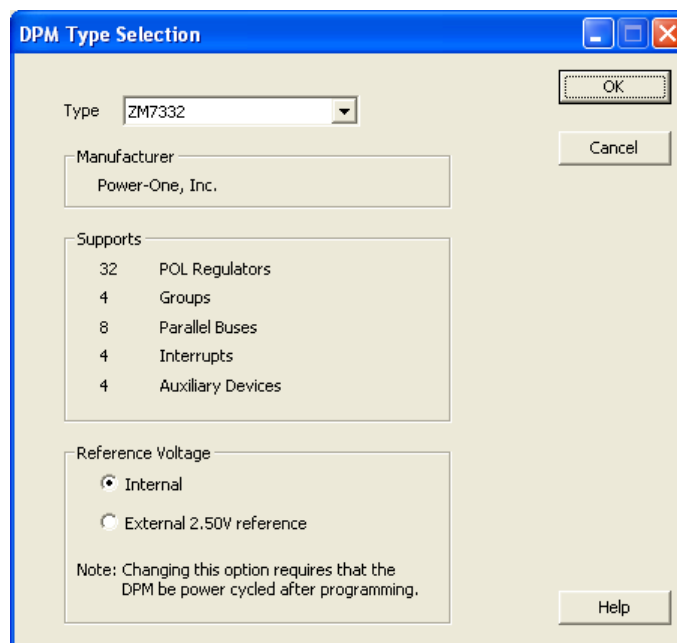 DPM Type Selection
OK
Type ZM7332
Cancel
Manufacturer
Power-One, Inc.
Supports
32 POL Regulators
4 Groups
8 Parallel Buses
4 Interrupts
4 Auxiliary Devices
Reference Voltage
Internal
External 2.50V reference
Note: Changing this option requires that the
DPM be power cycled after programming.
Help